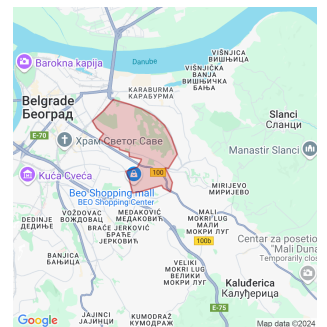 VIŠNJICA
ВИШЊИЦА
Barokna kapija
Danube
VIŠNJIČKA
BANJA
ВИШЊИЧКА
БАЊА
KARABURMA
КАРАБУРМА
Belgrade
Београд
Slanci
Сланци
E-70
Храм Светог Саве
Manastir Slanci
100
Kuća Cveća
Beo Shopping mall
BEO Shopping Center
MIRIJEVO
МИРИЈЕВО
DEDINJE
ДЕДИЊЕ
VOŽDOVAC
ВОЖДОВАЦ
MEDAKOVIĆ
МЕДАКОВИЋ
MALI
MOKRI LUG
МАЛИ
МОКРИ ЛУГ
BRAĆE JERKOVIĆ
БРАЋЕ
ЈЕРКОВИЋ
100b
Centar za posetio
"Mali Duna
Temporarily clos
BANJICA
БАЊИЦА
VELIKI
MOKRI LUG
ВЕЛИКИ
МОКРИ ЛУГ
Kaluđerica
Калуђерица
E-75
JAJINCI
ЈАЈИНЦИ
KUMODRAŽ
КУМОДРАЖ
Google
Map data ©2024